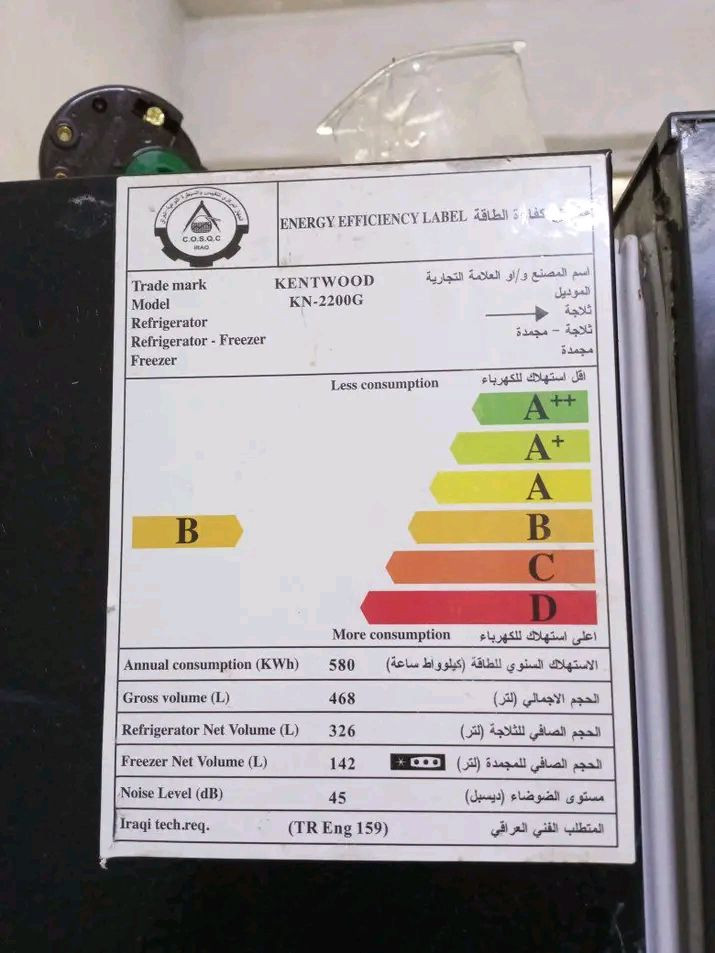 C.O.S.Q.C
IRAQ
ENERGY EFFICIENCY LABEL الطاقة
Trade mark KENTWOOD اسم المصنع و/او العلامة التجارية
Model KN-2200G الموديل
Refrigerator ثلاجة
Refrigerator - Freezer ثلاجة - مجمدة
Freezer مجمدة
Less consumption اقل استهلاك للكهرباء
A++
A+
A
B B
C
D
More consumption اعلى استهلاك للكهرباء
Annual consumption (KWh) 580 الاستهلاك السنوي للطاقة (كيلوواط ساعة)
Gross volume (L) 468 الحجم الاجمالي (لتر)
Refrigerator Net Volume (L) 326 الحجم الصافي للثلاجة (لتر)
Freezer Net Volume (L) 142 الحجم الصافي للمجمدة (لتر)
Noise Level (dB) 45 مستوى الضوضاء (ديسبل)
Iraqi tech.req. (TR Eng 159) المتطلب الفني العراقي